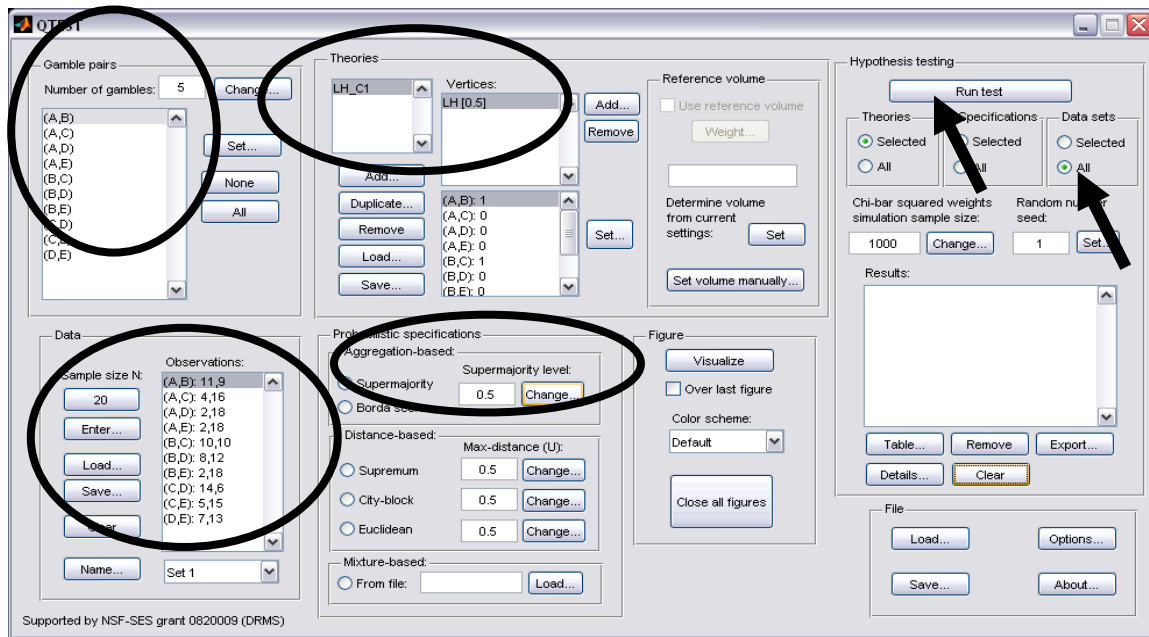 QTEST
Gamble pairs
Number of gambles: 5 Change...
(A,B)
(A,C)
(A,D)
(A,E)
(B,C)
(B,D)
(B,E)
(C,D)
(C,E)
(D,E)
Set...
None
All
Theories
LH_C1
Vertices:
LH [0.5]
Add...
Remove
Add...
Duplicate...
Remove
Load...
Save...
(A,B): 1
(A,C): 0
(A,D): 0
(A,E): 0
(B,C): 1
(B,D): 0
(B,E): 0
Set...
Reference volume
Use reference volume
Weight...
Determine volume
from current
settings: Set
Set volume manually...
Hypothesis testing
Run test
Theories
Selected
All
Specifications
Selected
All
Data sets
Selected
All
Chi-bar squared weights
simulation sample size:
1000 Change...
Random number
seed:
1 Set...
Results:
Table... Remove Export...
Details... Clear
Data
Sample size N:
20
Enter...
Load...
Save...
Clear
Name... Set 1
Observations:
(A,B): 11,9
(A,C): 4,16
(A,D): 2,18
(A,E): 2,18
(B,C): 10,10
(B,D): 8,12
(B,E): 2,18
(C,D): 14,6
(C,E): 5,15
(D,E): 7,13
Probabilistic specifications
Aggregation-based:
Supermajority level:
Supermajority 0.5 Change...
Borda
Distance-based:
Max-distance (U):
Supremum 0.5 Change...
City-block 0.5 Change...
Euclidean 0.5 Change...
Mixture-based:
From file: Load...
Figure
Visualize
Over last figure
Color scheme:
Default
Close all figures
File
Load... Options...
Save... About...
Supported by NSF-SES grant 0820009 (DRMS)